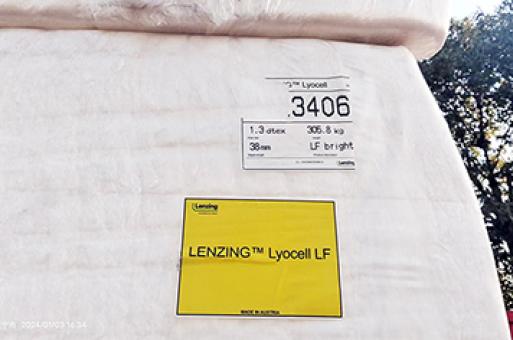 G™ Lyocell
.3406
1.3 dtex 305.8 kg
38mm LF bright
Lenzing
Lenzing
LENZING™ Lyocell LF
MADE IN AUSTRIA
2024/01/03 16:34